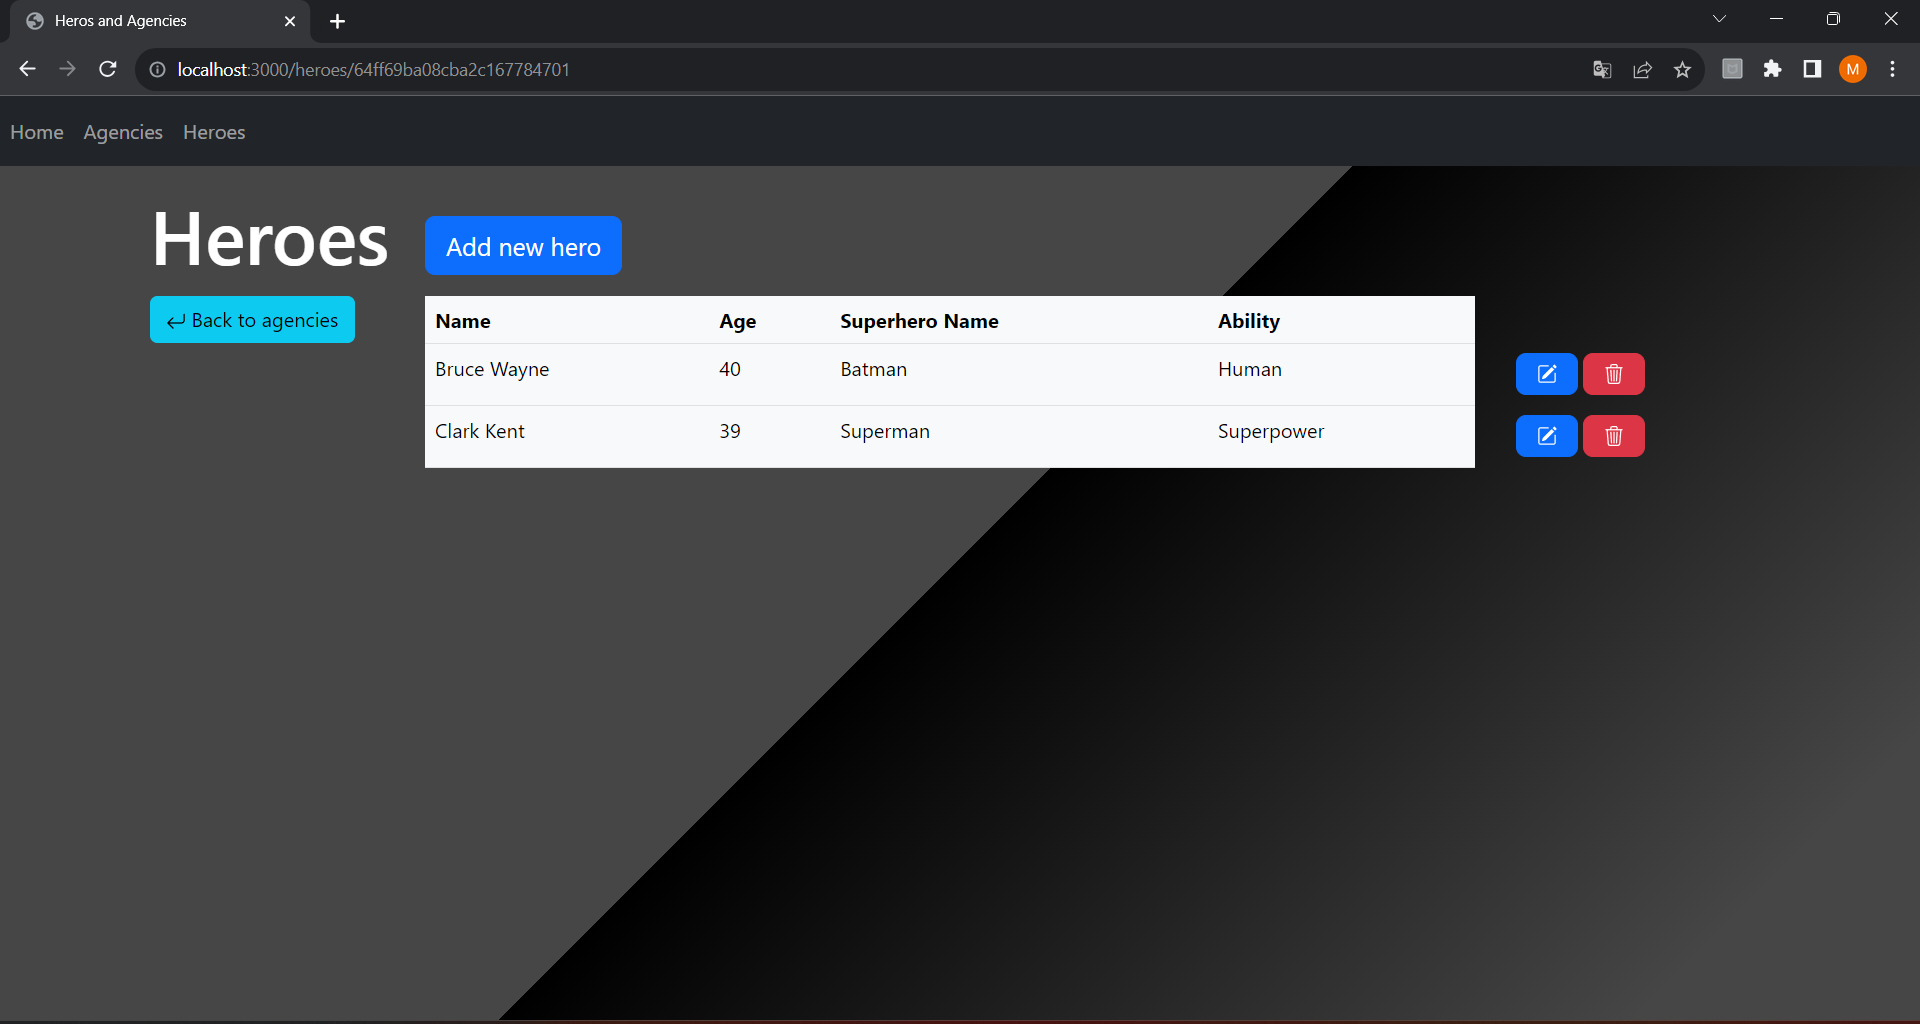 Heros and Agencies
localhost:3000/heroes/64ff69ba08cba2c167784701
M
Home Agencies Heroes
Heroes Add new hero
Back to agencies
Name Age Superhero Name Ability
Bruce Wayne 40 Batman Human
Clark Kent 39 Superman Superpower